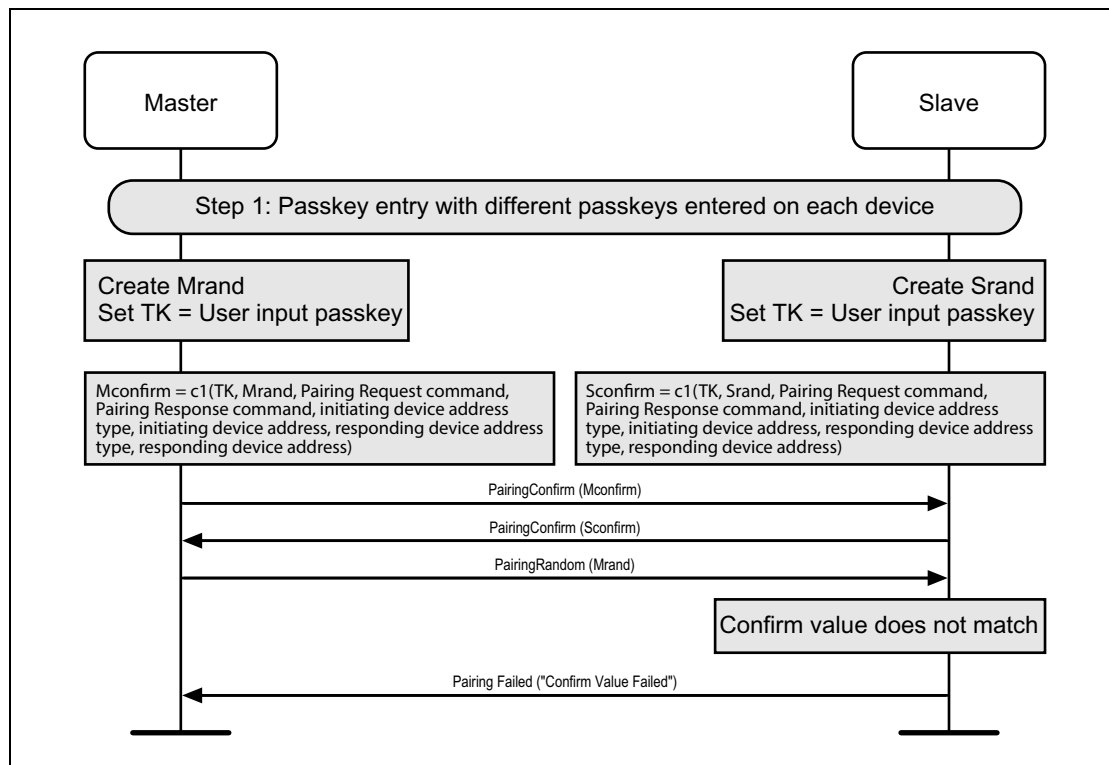 Master
Slave
Step 1: Passkey entry with different passkeys entered on each device
Create Mrand
Set TK = User input passkey
Create Srand
Set TK = User input passkey
Mconfirm = c1(TK, Mrand, Pairing Request command,
Pairing Response command, initiating device address
type, initiating device address, responding device address
type, responding device address)
Sconfirm = c1(TK, Srand, Pairing Request command,
Pairing Response command, initiating device address
type, initiating device address, responding device address
type, responding device address)
PairingConfirm (Mconfirm)
PairingConfirm (Sconfirm)
PairingRandom (Mrand)
Confirm value does not match
Pairing Failed ("Confirm Value Failed")